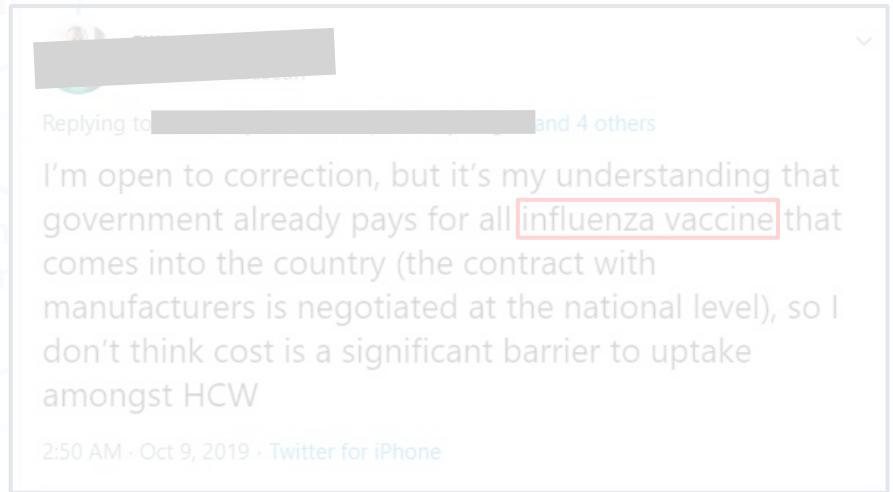 Replying to and 4 others
I'm open to correction, but it's my understanding that
government already pays for all influenza vaccine that
comes into the country (the contract with
manufacturers is negotiated at the national level), so I
don't think cost is a significant barrier to uptake
amongst HCW
2:50 AM · Oct 9, 2019 · Twitter for iPhone